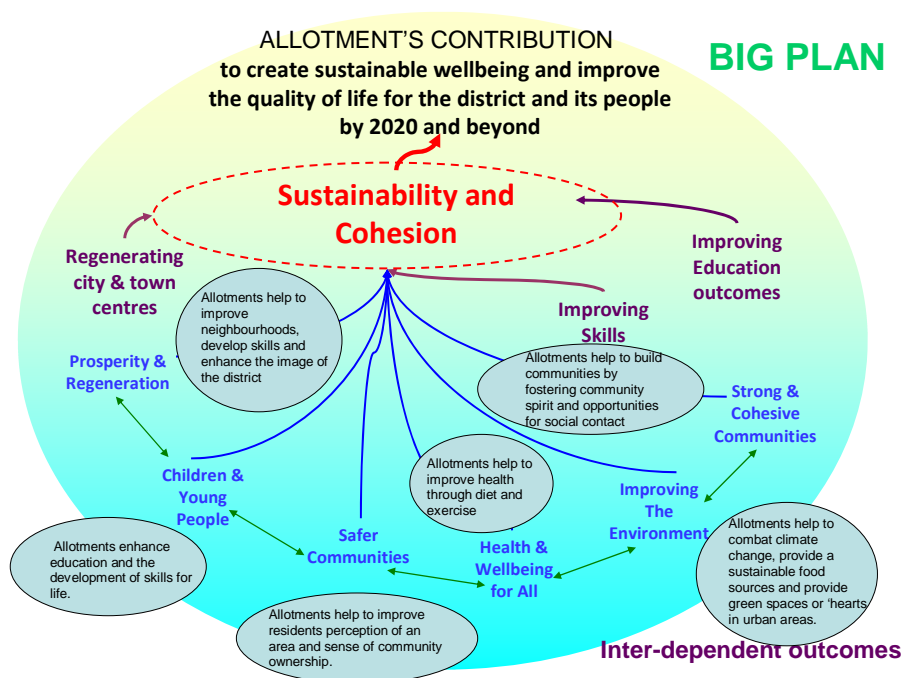 ALLOTMENT'S CONTRIBUTION
to create sustainable wellbeing and improve
the quality of life for the district and its people
by 2020 and beyond
BIG PLAN
Sustainability and
Cohesion
Regenerating
city & town
centres
Improving
Education
outcomes
Improving
Skills
Allotments help to
improve
neighbourhoods,
develop skills and
enhance the image of
the district
Allotments help to build
communities by
fostering community
spirit and opportunities
for social contact
Prosperity &
Regeneration
Strong &
Cohesive
Communities
Children &
Young
People
Allotments help to
improve health
through diet and
exercise
Improving
The
Environment
Safer
Communities
Health &
Wellbeing
for All
Allotments enhance
education and the
development of skills for
life.
Allotments help to
combat climate
change, provide a
sustainable food
sources and provide
green spaces or ‘hearts
in urban areas.
Allotments help to improve
residents perception of an
area and sense of community
ownership.
Inter-dependent outcomes